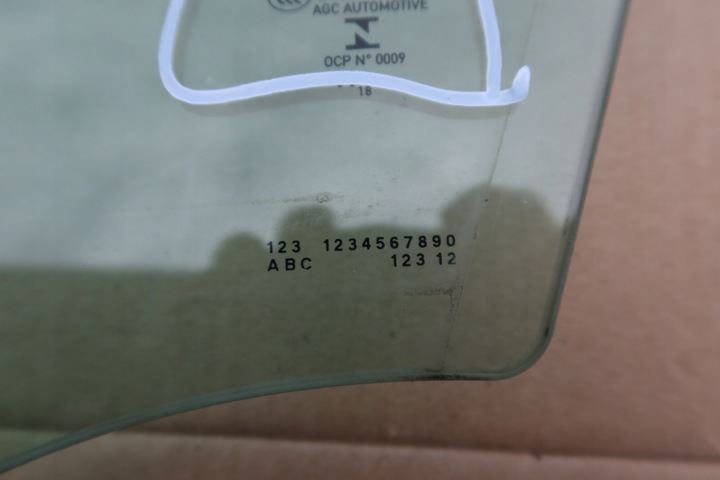 AGC AUTOMOTIVE
OCP N° 0009
18
123 1234567890
ABC 123 12